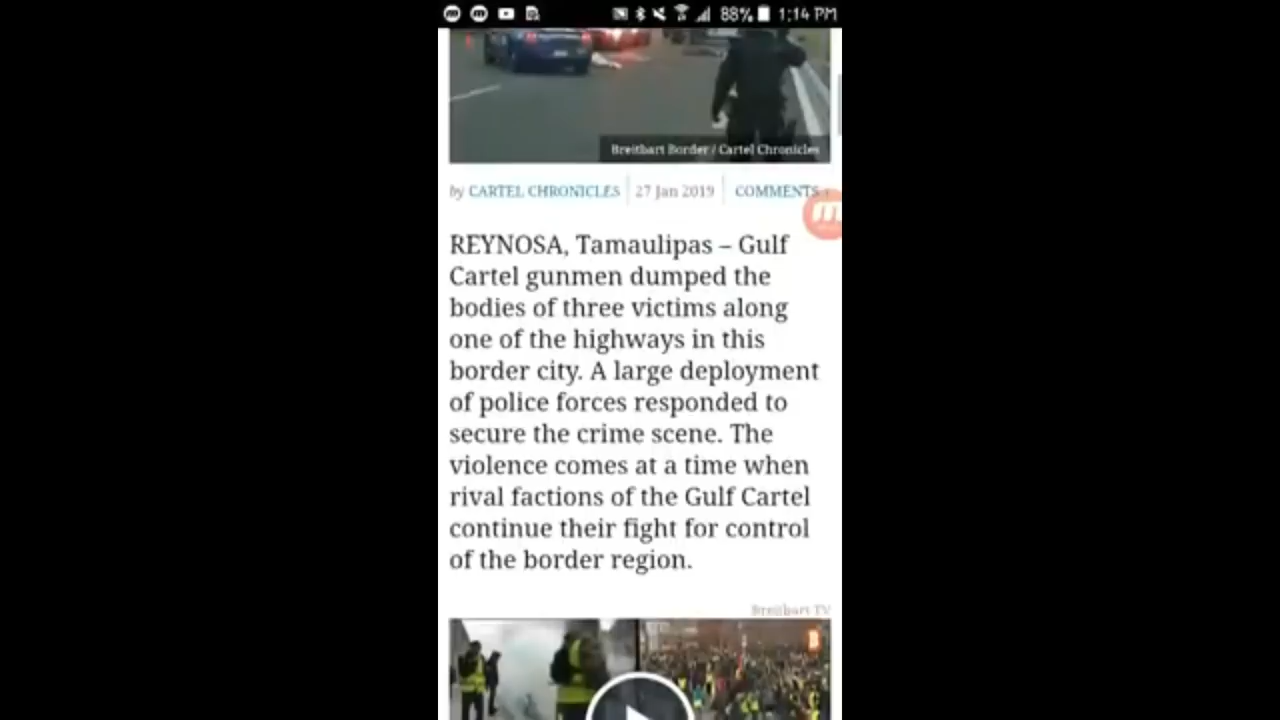 88% 1:14 PM
Breitbart Border / Cartel Chronicles
by CARTEL CHRONICLES 27 Jan 2019 COMMENTS
REYNOSA, Tamaulipas – Gulf
Cartel gunmen dumped the
bodies of three victims along
one of the highways in this
border city. A large deployment
of police forces responded to
secure the crime scene. The
violence comes at a time when
rival factions of the Gulf Cartel
continue their fight for control
of the border region.
Breitbart TV